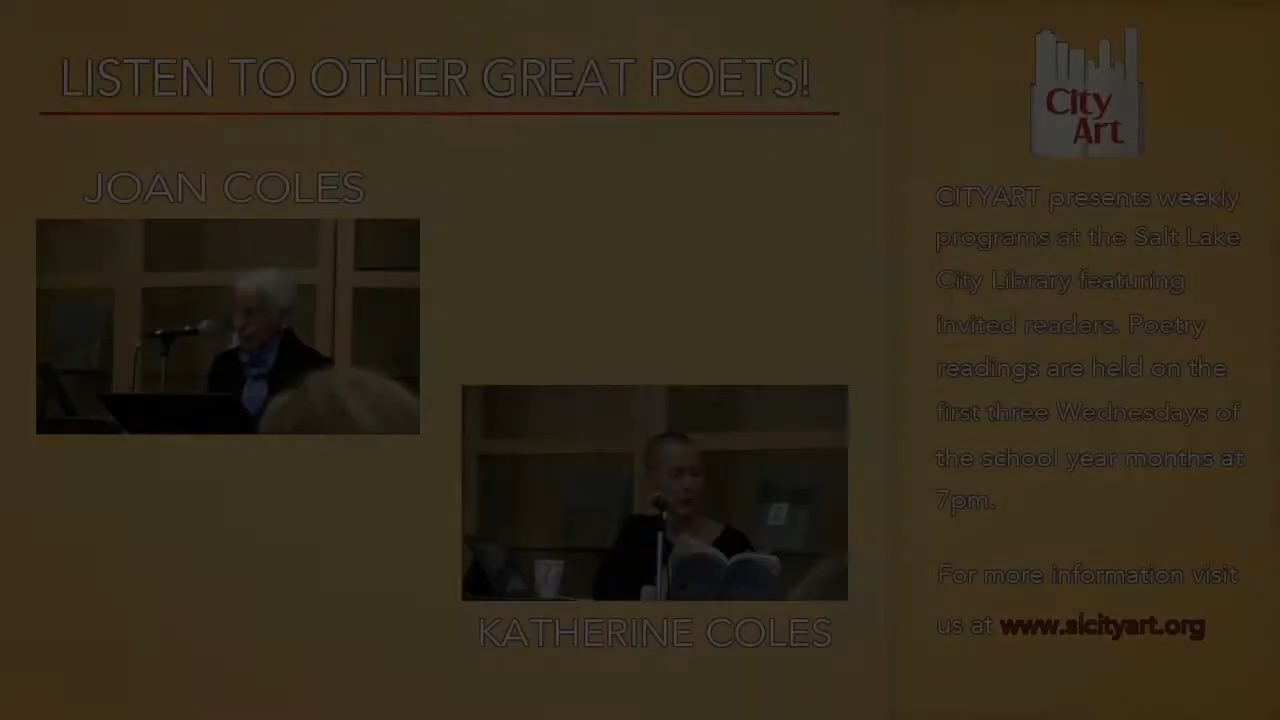 LISTEN TO OTHER GREAT POETS!
JOAN COLES
KATHERINE COLES
City
Art
CITYART presents weekly
programs at the Salt Lake
City Library featuring
invited readers. Poetry
readings are held on the
first three Wednesdays of
the school year months at
7pm.
For more information visit
us at www.slcityart.org